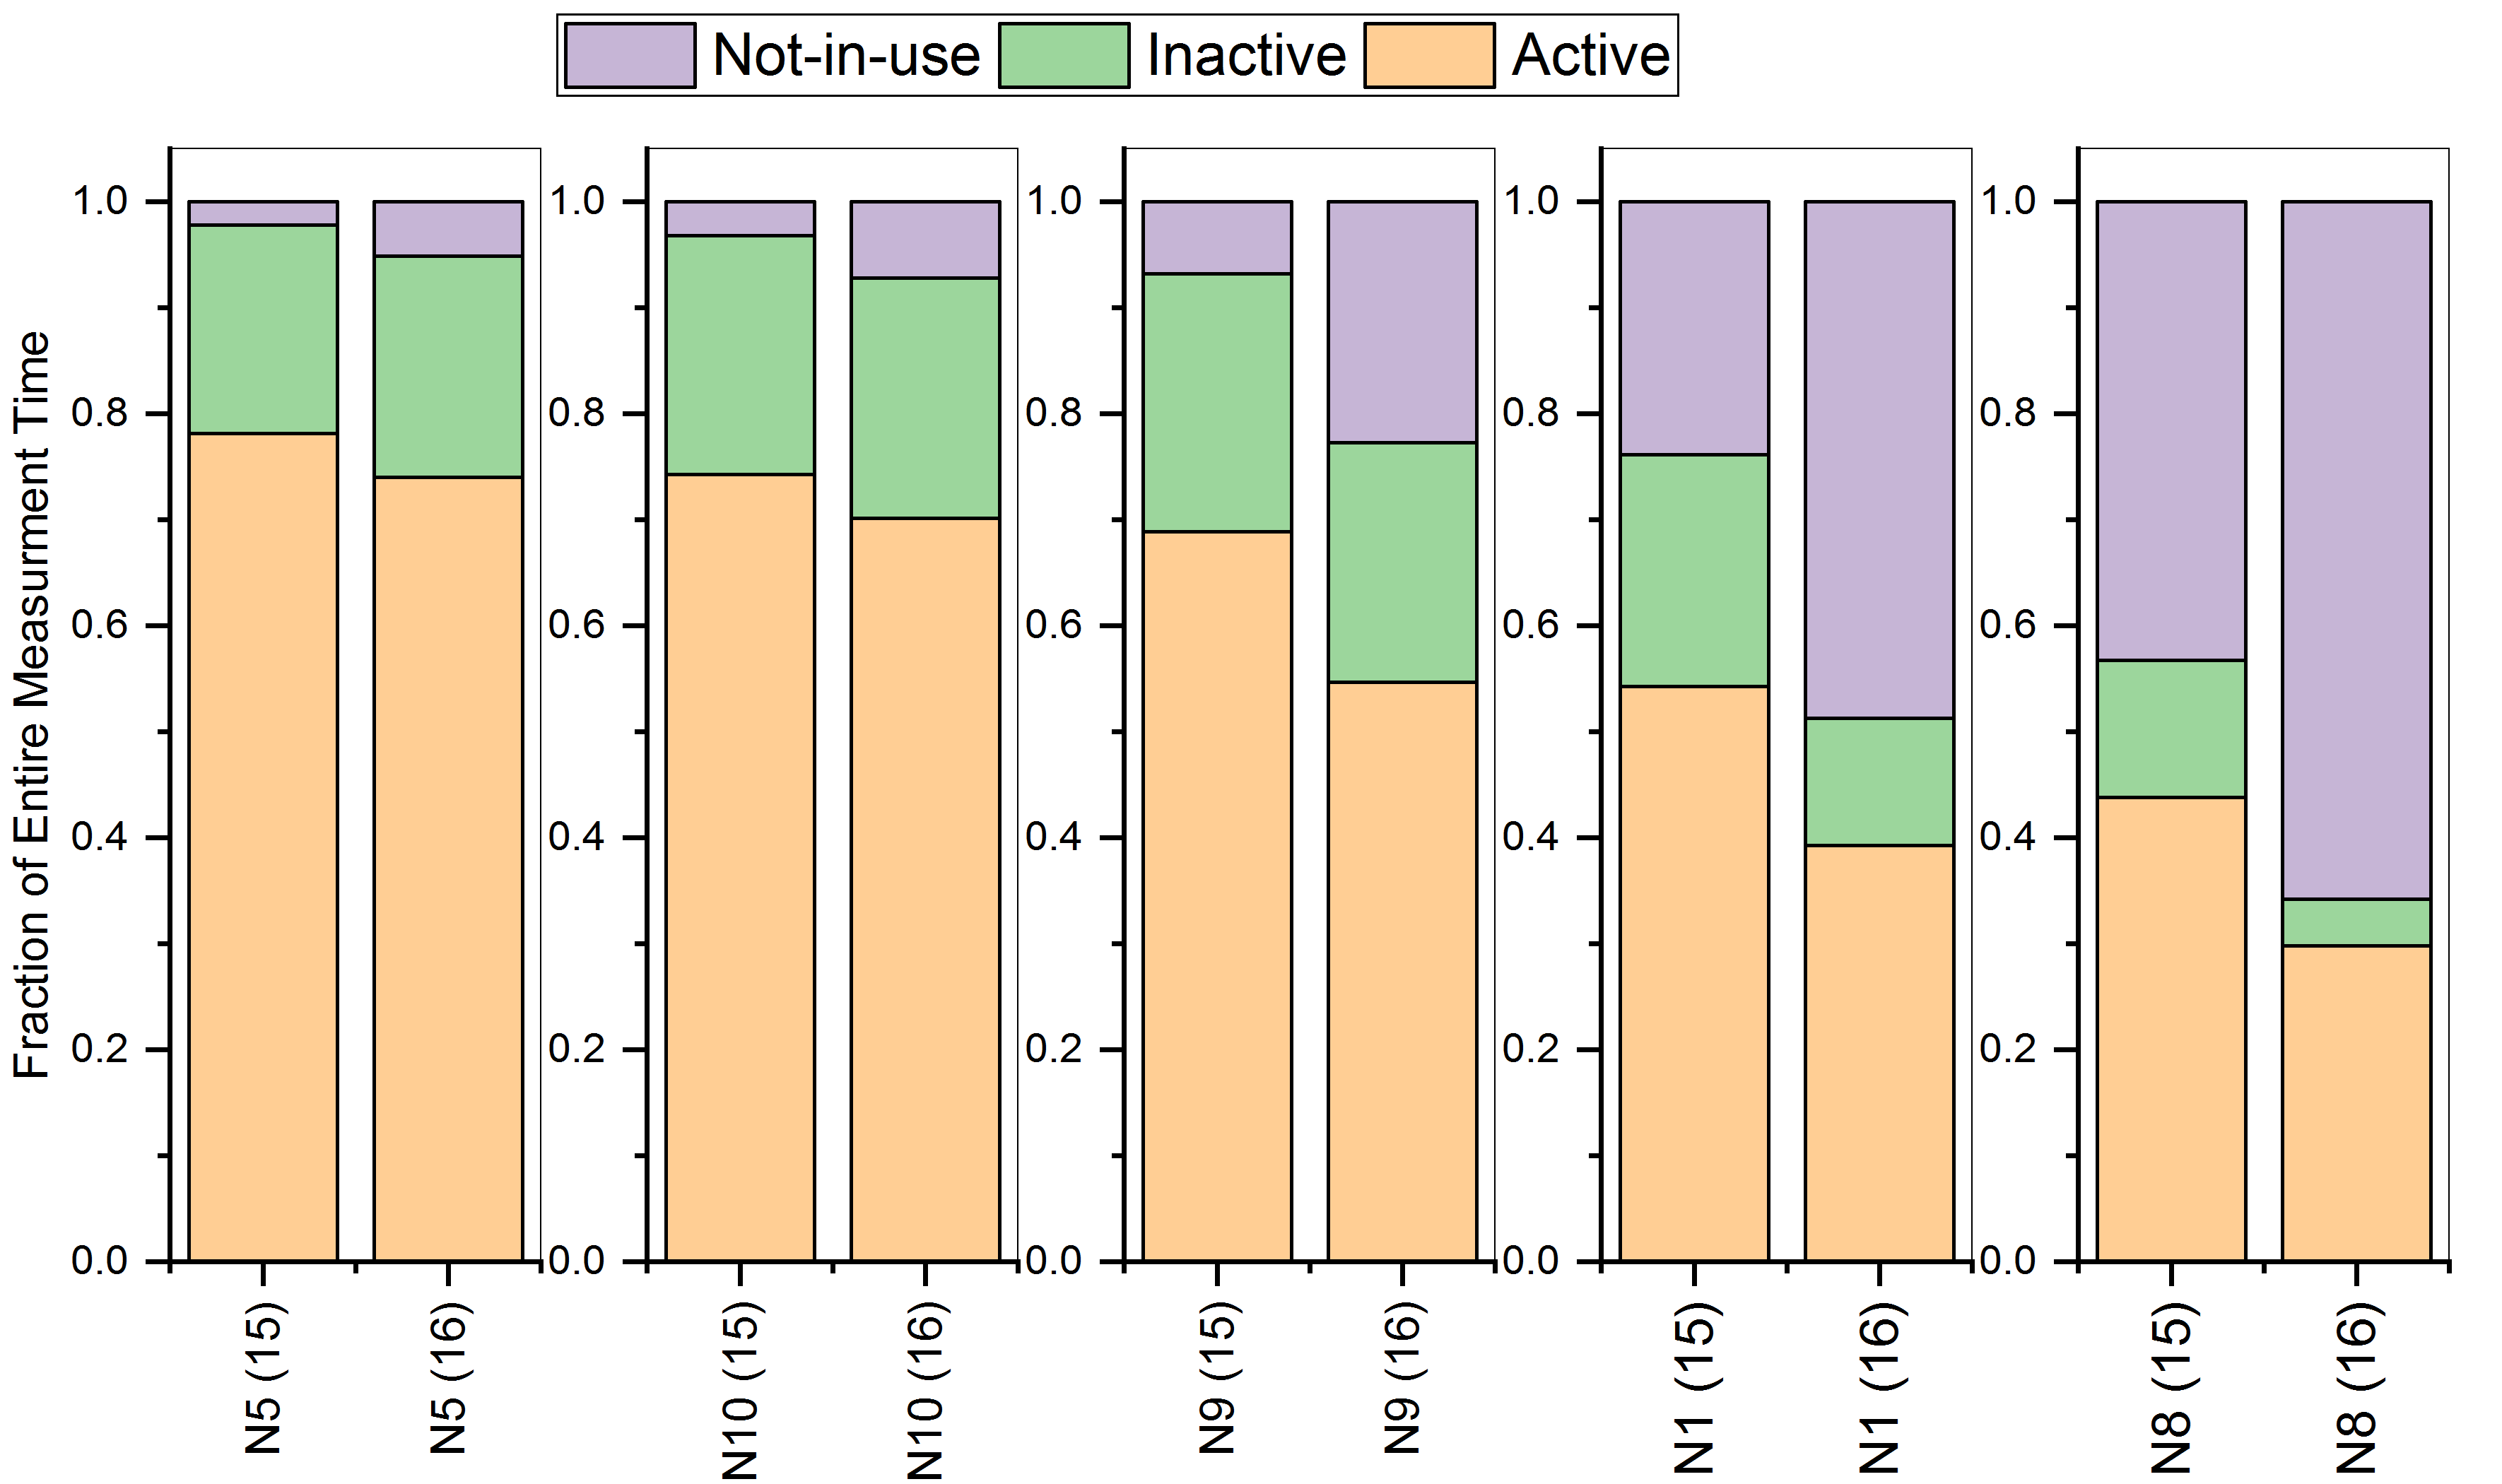 Not-in-use Inactive Active
Fraction of Entire Measurment Time
1.0 1.0 1.0 1.0 1.0
0.8 0.8 0.8 0.8 0.8
0.6 0.6 0.6 0.6 0.6
0.4 0.4 0.4 0.4 0.4
0.2 0.2 0.2 0.2 0.2
0.0 0.0 0.0 0.0 0.0
N5 (15)
N5 (16)
N10 (15)
N10 (16)
N9 (15)
N9 (16)
N1 (15)
N1 (16)
N8 (15)
N8 (16)